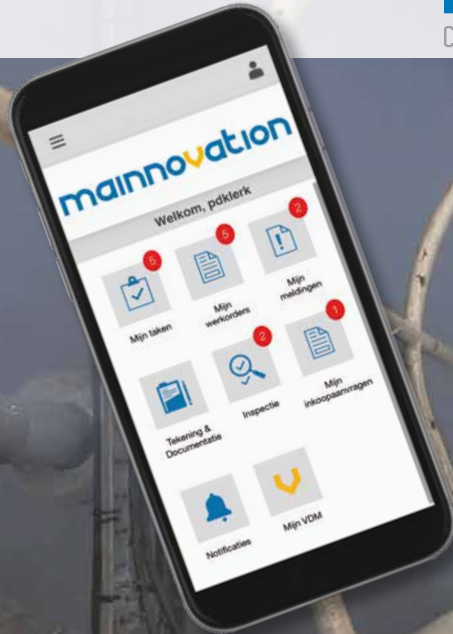 mainnovation
Welkom, pdklerk
5
5
2
Mijn taken
Mijn
werkorders
Mijn
meldingen
2
1
Tekening &
Documentatie
Inspectie
Mijn
inkoopaanvragen
Notificaties
Mijn VDM